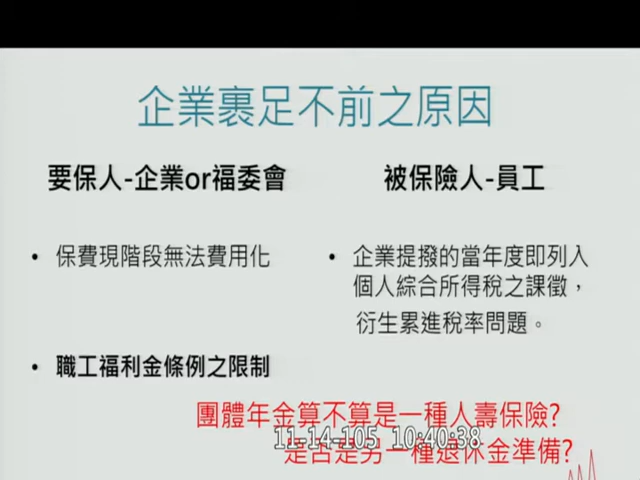 企業裹足不前之原因
要保人-企業or福委會
保費現階段無法費用化
職工福利金條例之限制
被保險人-員工
企業提撥的當年度即列入
個人綜合所得稅之課徵，
衍生累進稅率問題。
團體年金算不算是一種人壽保險?
11-14-105 10:40:38
是否是另一種退休金準備?